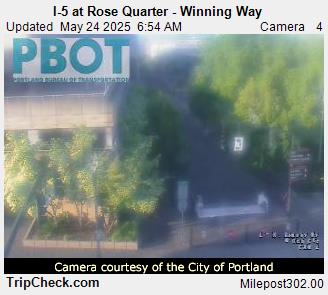 I-5 at Rose Quarter - Winning Way
Updated May 24 2025 6:54 AM Camera 4
PBOT
PORTLAND BUREAU OF TRANSPORTATION
Camera courtesy of the City of Portland
TripCheck.com Milepost302.00